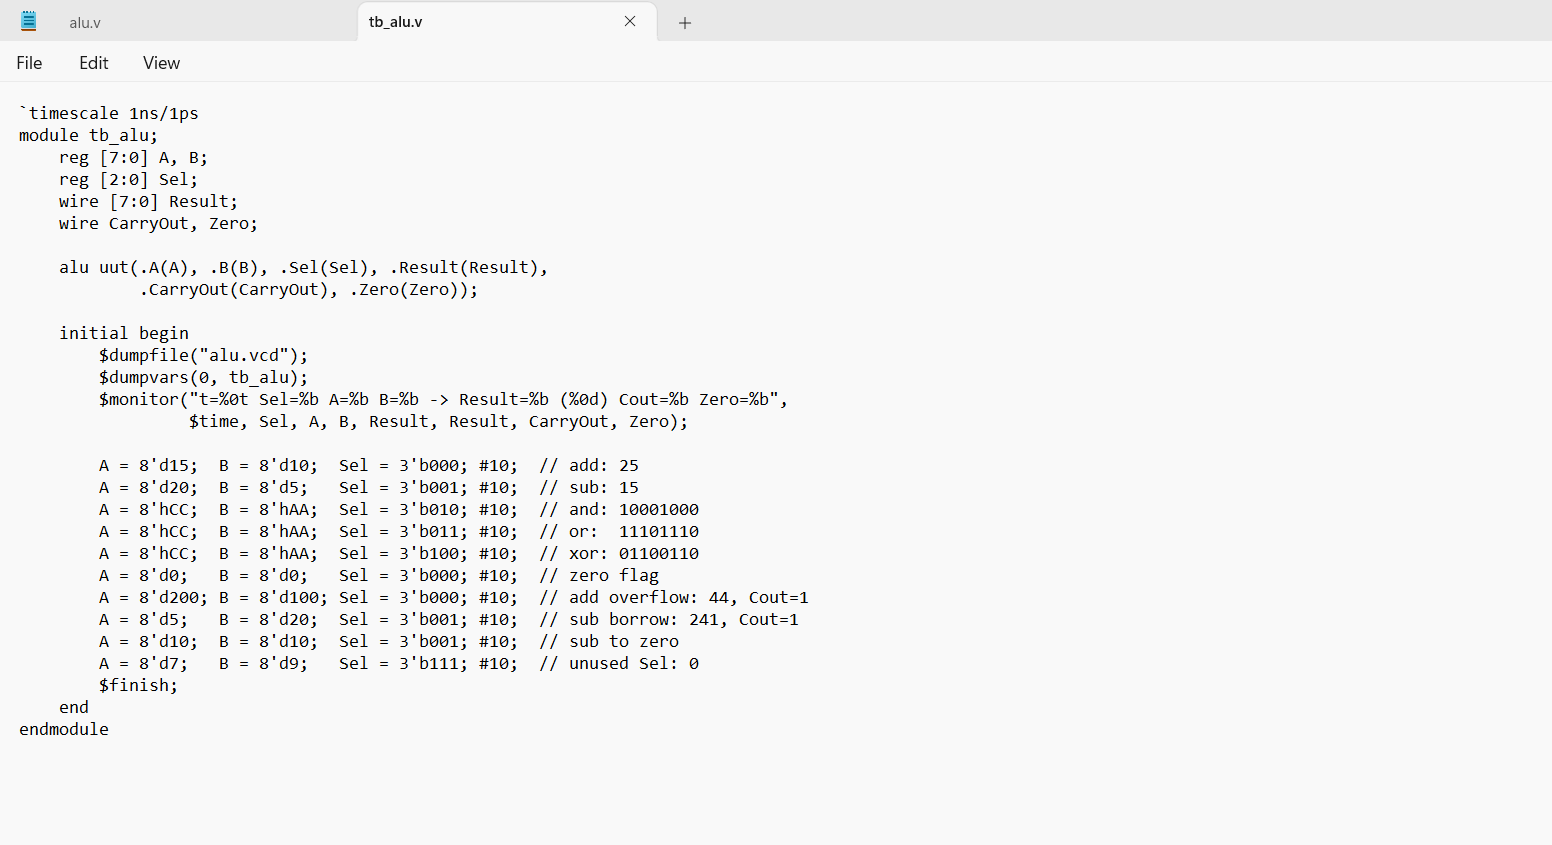 alu.v
tb_alu.v
File Edit View
`timescale 1ns/1ps
module tb_alu;
    reg [7:0] A, B;
    reg [2:0] Sel;
    wire [7:0] Result;
    wire CarryOut, Zero;

    alu uut(.A(A), .B(B), .Sel(Sel), .Result(Result),
            .CarryOut(CarryOut), .Zero(Zero));

    initial begin
        $dumpfile("alu.vcd");
        $dumpvars(0, tb_alu);
        $monitor("t=%0t Sel=%b A=%b B=%b -> Result=%b (%0d) Cout=%b Zero=%b",
                 $time, Sel, A, B, Result, Result, CarryOut, Zero);

        A = 8'd15;  B = 8'd10;  Sel = 3'b000; #10;  // add: 25
        A = 8'd20;  B = 8'd5;   Sel = 3'b001; #10;  // sub: 15
        A = 8'hCC;  B = 8'hAA;  Sel = 3'b010; #10;  // and: 10001000
        A = 8'hCC;  B = 8'hAA;  Sel = 3'b011; #10;  // or:  11101110
        A = 8'hCC;  B = 8'hAA;  Sel = 3'b100; #10;  // xor: 01100110
        A = 8'd0;   B = 8'd0;   Sel = 3'b000; #10;  // zero flag
        A = 8'd200; B = 8'd100; Sel = 3'b000; #10;  // add overflow: 44, Cout=1
        A = 8'd5;   B = 8'd20;  Sel = 3'b001; #10;  // sub borrow: 241, Cout=1
        A = 8'd10;  B = 8'd10;  Sel = 3'b001; #10;  // sub to zero
        A = 8'd7;   B = 8'd9;   Sel = 3'b111; #10;  // unused Sel: 0
        $finish;
    end
endmodule